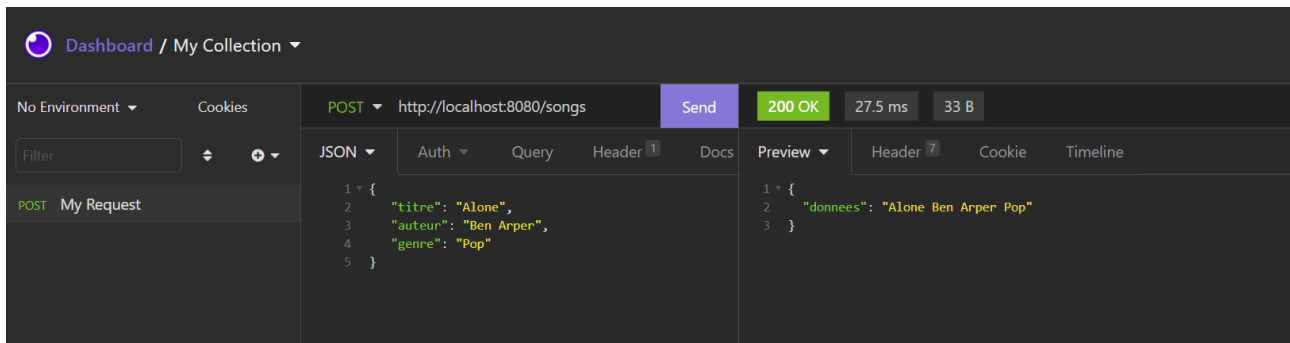 Dashboard / My Collection
No Environment Cookies
Filter
POST My Request
POST http://localhost:8080/songs Send
JSON Auth Query Header 1 Docs
1 {
2 "titre": "Alone",
3 "auteur": "Ben Arper",
4 "genre": "Pop"
5 }
200 OK 27.5 ms 33 B
Preview Header 7 Cookie Timeline
1 {
2 "donnees": "Alone Ben Arper Pop"
3 }